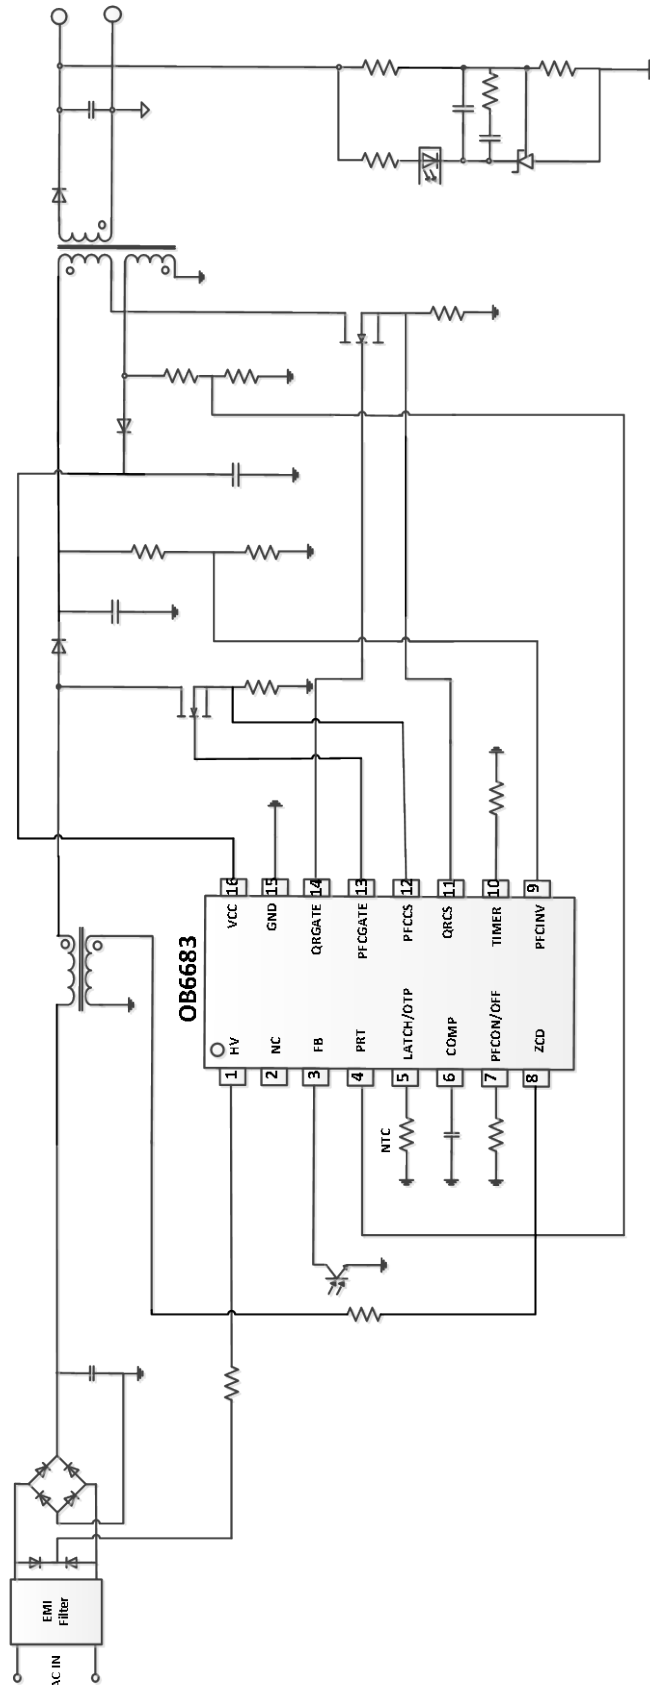 OB6683
16
15
14
13
12
11
10
9
VCC
GND
QRGATE
PFCGATE
PFCCS
QRCS
TIMER
PFCINV
HV
NC
FB
PRT
LATCH/OTP
COMP
PFCON/OFF
ZCD
1
2
3
4
5
6
7
8
NTC
EMI
Filter
AC IN